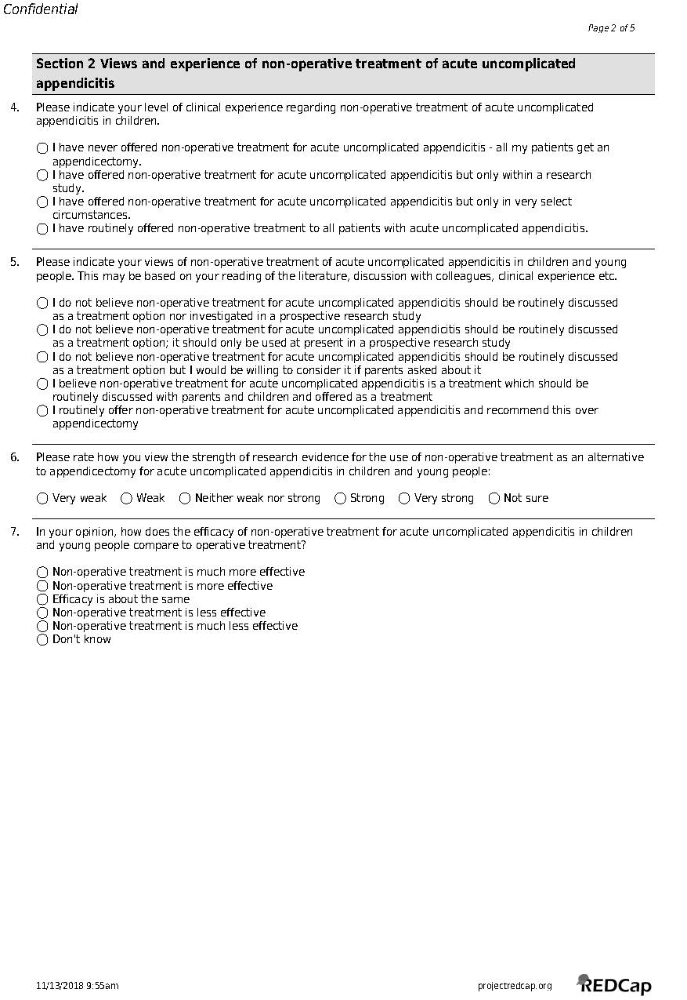 Confidential
Page 2 of 5
Section 2 Views and experience of non-operative treatment of acute uncomplicated
appendicitis
4. Please indicate your level of clinical experience regarding non-operative treatment of acute uncomplicated
appendicitis in children.
I have never offered non-operative treatment for acute uncomplicated appendicitis - all my patients get an
appendicectomy.
I have offered non-operative treatment for acute uncomplicated appendicitis but only within a research
study.
I have offered non-operative treatment for acute uncomplicated appendicitis but only in very select
circumstances.
I have routinely offered non-operative treatment to all patients with acute uncomplicated appendicitis.
5. Please indicate your views of non-operative treatment of acute uncomplicated appendicitis in children and young
people. This may be based on your reading of the literature, discussion with colleagues, clinical experience etc.
I do not believe non-operative treatment for acute uncomplicated appendicitis should be routinely discussed
as a treatment option nor investigated in a prospective research study
I do not believe non-operative treatment for acute uncomplicated appendicitis should be routinely discussed
as a treatment option; it should only be used at present in a prospective research study
I do not believe non-operative treatment for acute uncomplicated appendicitis should be routinely discussed
as a treatment option but I would be willing to consider it if parents asked about it
I believe non-operative treatment for acute uncomplicated appendicitis is a treatment which should be
routinely discussed with parents and children and offered as a treatment
I routinely offer non-operative treatment for acute uncomplicated appendicitis and recommend this over
appendicectomy
6. Please rate how you view the strength of research evidence for the use of non-operative treatment as an alternative
to appendicectomy for acute uncomplicated appendicitis in children and young people:
Very weak Weak Neither weak nor strong Strong Very strong Not sure
7. In your opinion, how does the efficacy of non-operative treatment for acute uncomplicated appendicitis in children
and young people compare to operative treatment?
Non-operative treatment is much more effective
Non-operative treatment is more effective
Efficacy is about the same
Non-operative treatment is less effective
Non-operative treatment is much less effective
Don't know
11/13/2018 9:55am projectredcap.org REDCap